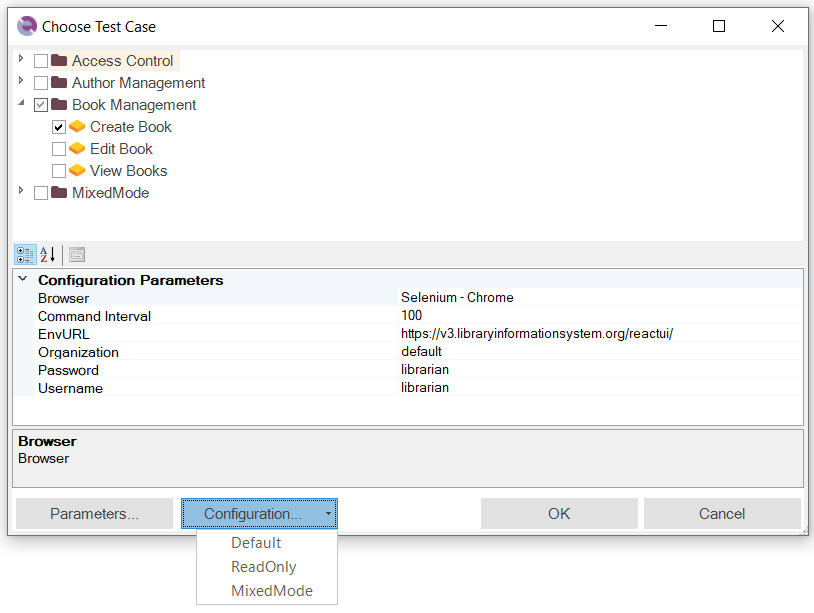 Choose Test Case
Access Control
Author Management
Book Management
Create Book
Edit Book
View Books
MixedMode
Configuration Parameters
Browser Selenium - Chrome
Command Interval 100
EnvURL https://v3.libraryinformationsystem.org/reactui/
Organization default
Password librarian
Username librarian
Browser
Browser
Parameters... Configuration... OK Cancel
Default
ReadOnly
MixedMode